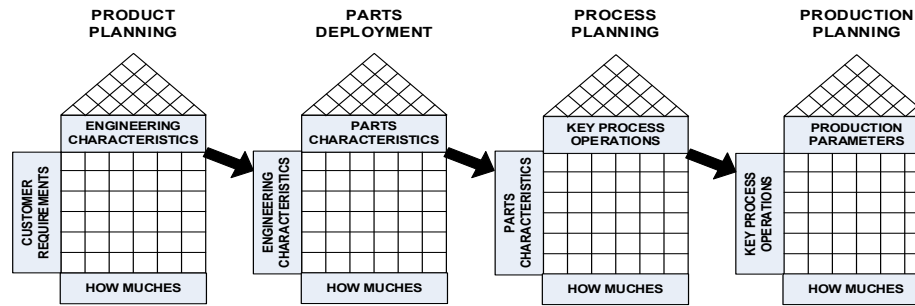 PRODUCT
PLANNING
PARTS
DEPLOYMENT
PROCESS
PLANNING
PRODUCTION
PLANNING
ENGINEERING
CHARACTERISTICS
PARTS
CHARACTERISTICS
KEY PROCESS
OPERATIONS
PRODUCTION
PARAMETERS
CUSTOMER
REQUIREMENTS
ENGINEERING
CHARACTERISTICS
PARTS
CHARACTERISTICS
KEY PROCESS
OPERATIONS
HOW MUCHES
HOW MUCHES
HOW MUCHES
HOW MUCHES